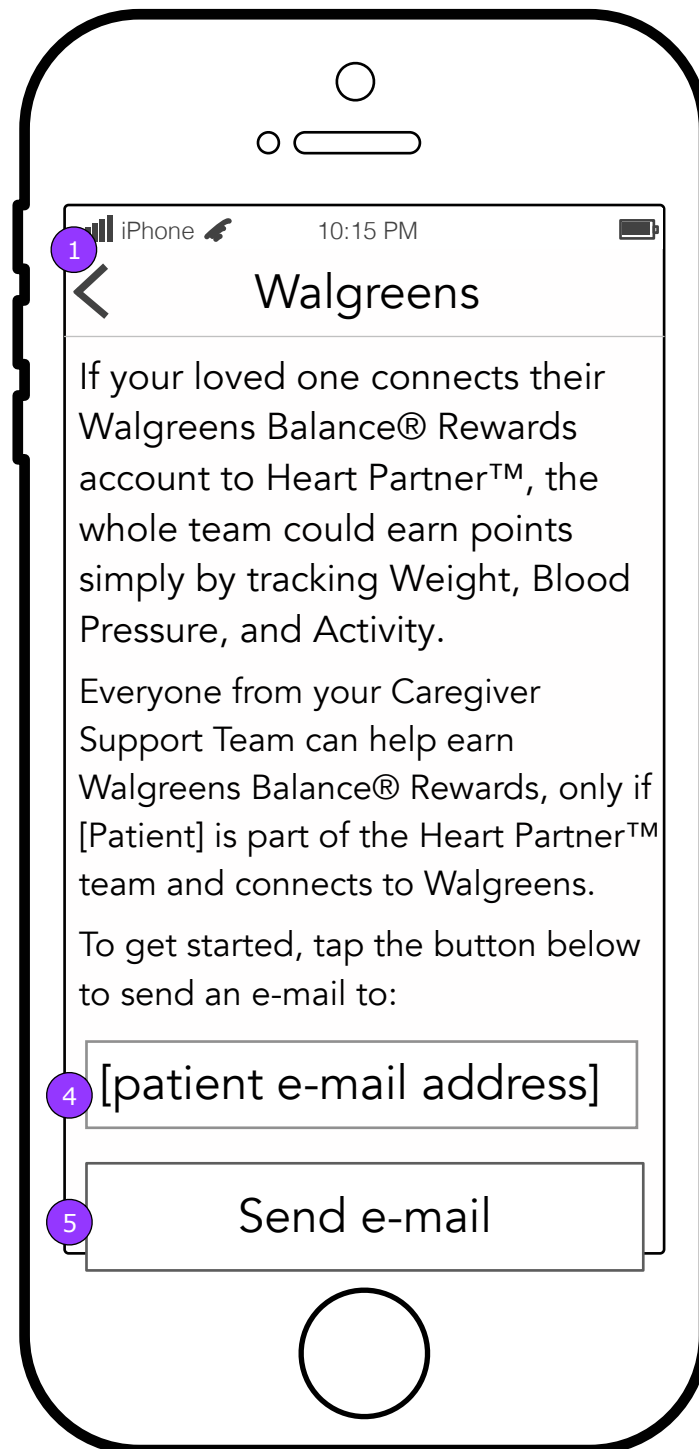 iPhone 10:15 PM
1
Walgreens
If your loved one connects their
Walgreens Balance® Rewards
account to Heart Partner™, the
whole team could earn points
simply by tracking Weight, Blood
Pressure, and Activity.
Everyone from your Caregiver
Support Team can help earn
Walgreens Balance® Rewards, only if
[Patient] is part of the Heart Partner™
team and connects to Walgreens.
To get started, tap the button below
to send an e-mail to:
4 [patient e-mail address]
5 Send e-mail